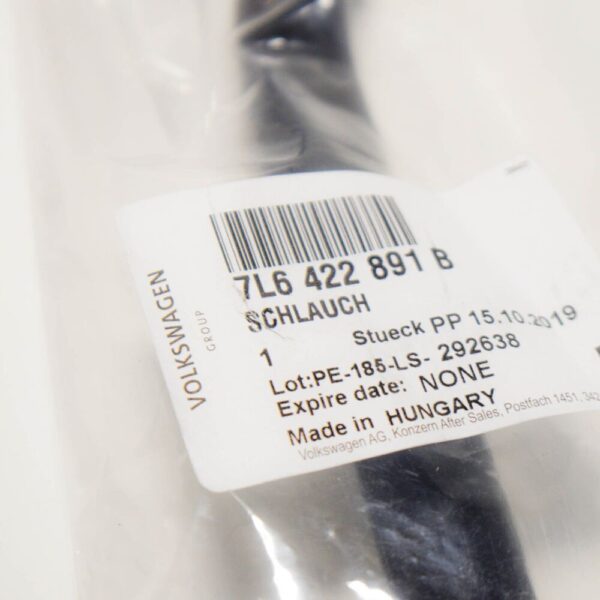 VOLKSWAGEN
GROUP
7L6 422 891 B
SCHLAUCH
1 Stueck PP 15.10.2019
Lot:PE-185-LS- 292638
Expire date: NONE
Made in HUNGARY
Volkswagen AG, Konzern After Sales, Postfach 1451, 342